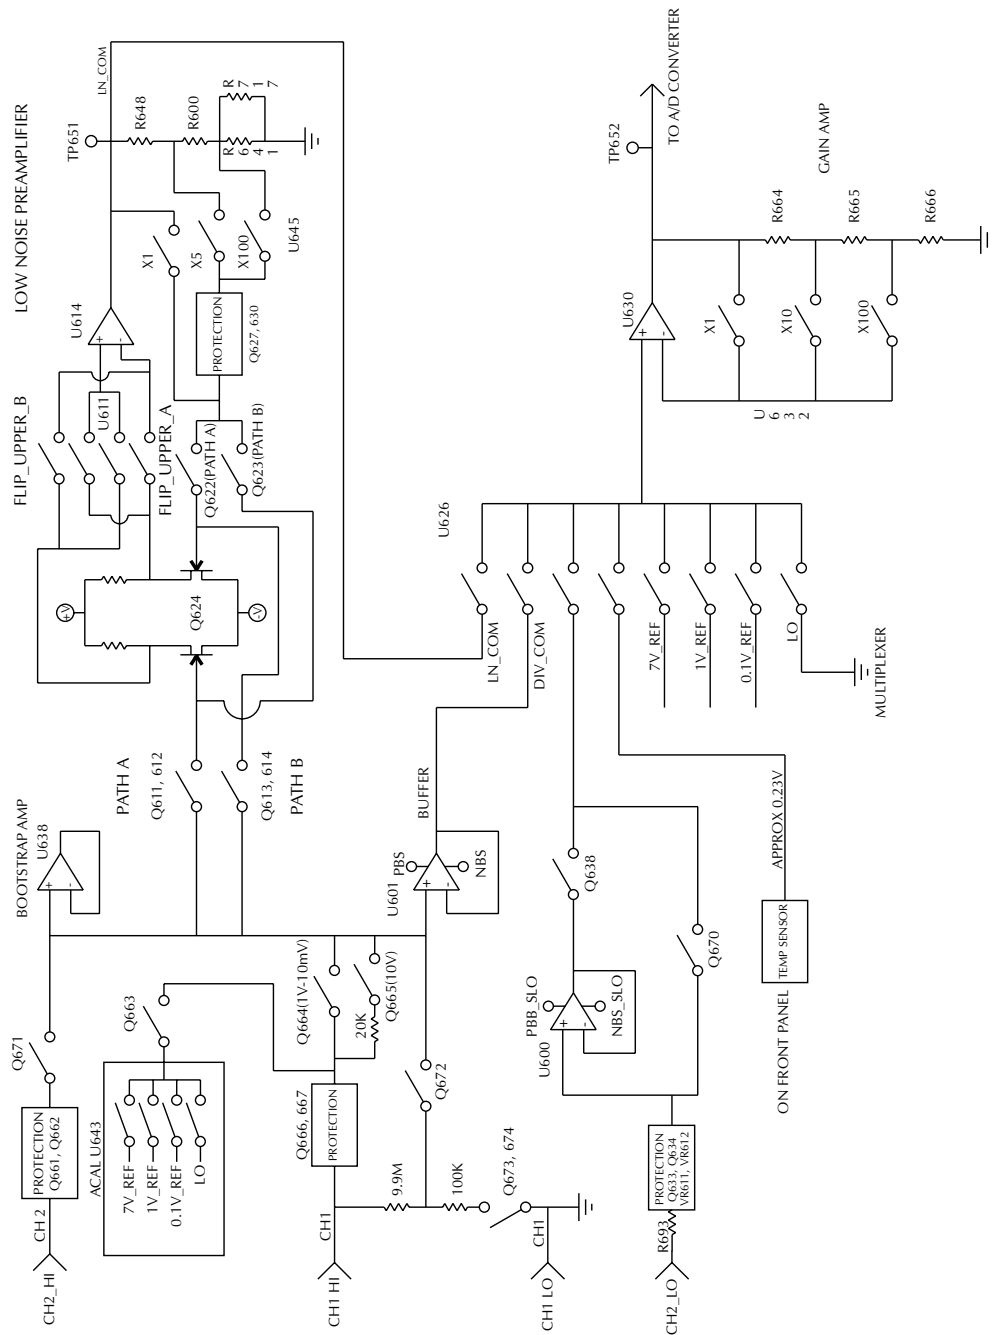 LOW NOISE PREAMPLIFIER
BOOTSTRAP AMP
U638
+
-
CH2_HI
CH 2
PROTECTION
Q661, Q662
Q671
ACAL U643
7V_REF
1V_REF
0.1V_REF
LO
Q663
PATH A
Q611, 612
Q613, 614
PATH B
+V
-V
Q624
FLIP_UPPER_B
U611
FLIP_UPPER_A
Q622(PATH A)
Q623(PATH B)
U614
+
-
PROTECTION
Q627, 630
X1
X5
X100
U645
LN_COM
TP651
R648
R600
R641
R717
CH1 HI
CH1
Q666, 667
PROTECTION
Q664(1V-10mV)
Q665(10V)
20K
9.9M
100K
Q672
Q673, 674
CH1 LO
CH1
U601
PBS
NBS
+
-
BUFFER
U626
LN_COM
DIV_COM
7V_REF
1V_REF
0.1V_REF
LO
MULTIPLEXER
CH2_LO
R693
PROTECTION
Q633, Q634
VR611, VR612
U600
PBB_SLO
NBS_SLO
+
-
Q638
Q670
ON FRONT PANEL
TEMP SENSOR
APPROX 0.23V
U630
+
-
X1
X10
X100
U632
TP652
TO A/D CONVERTER
GAIN AMP
R664
R665
R666